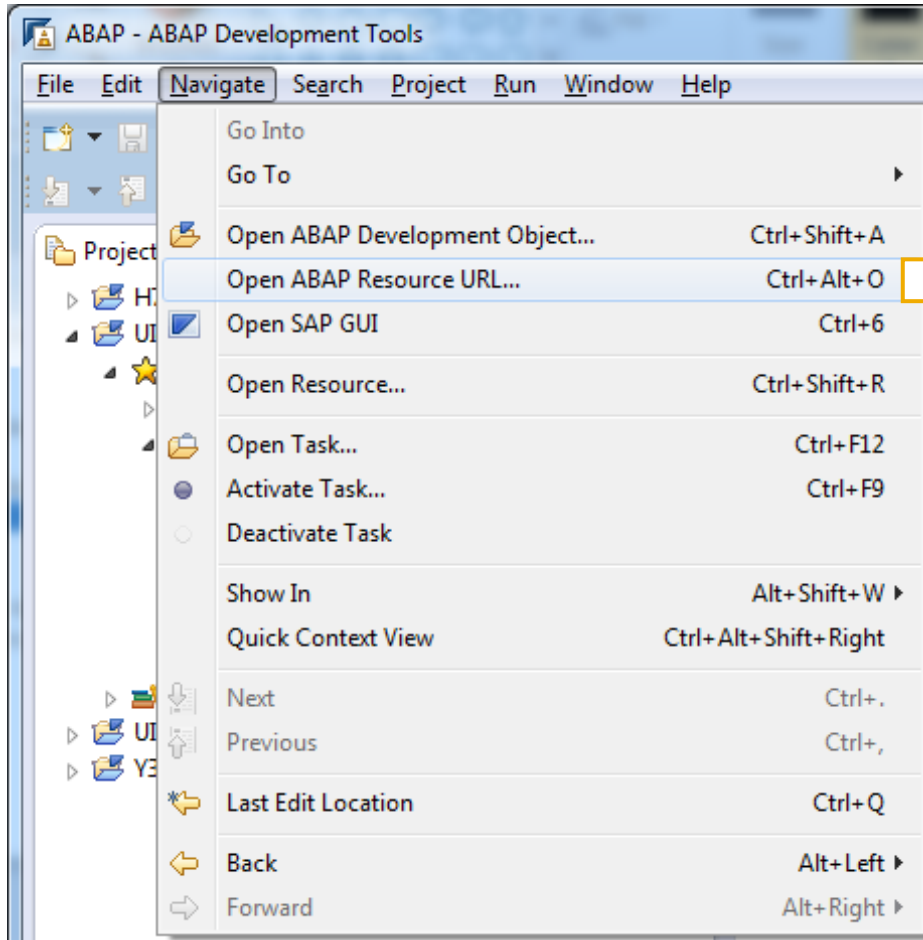 ABAP - ABAP Development Tools
File Edit Navigate Search Project Run Window Help
Go Into
Go To
Project
Open ABAP Development Object... Ctrl+Shift+A
Open ABAP Resource URL... Ctrl+Alt+O
UI Open SAP GUI Ctrl+6
Open Resource... Ctrl+Shift+R
Open Task... Ctrl+F12
Activate Task... Ctrl+F9
Deactivate Task
Show In Alt+Shift+W
Quick Context View Ctrl+Alt+Shift+Right
Next Ctrl+.
UI Previous Ctrl+,
Y3
Last Edit Location Ctrl+Q
Back Alt+Left
Forward Alt+Right